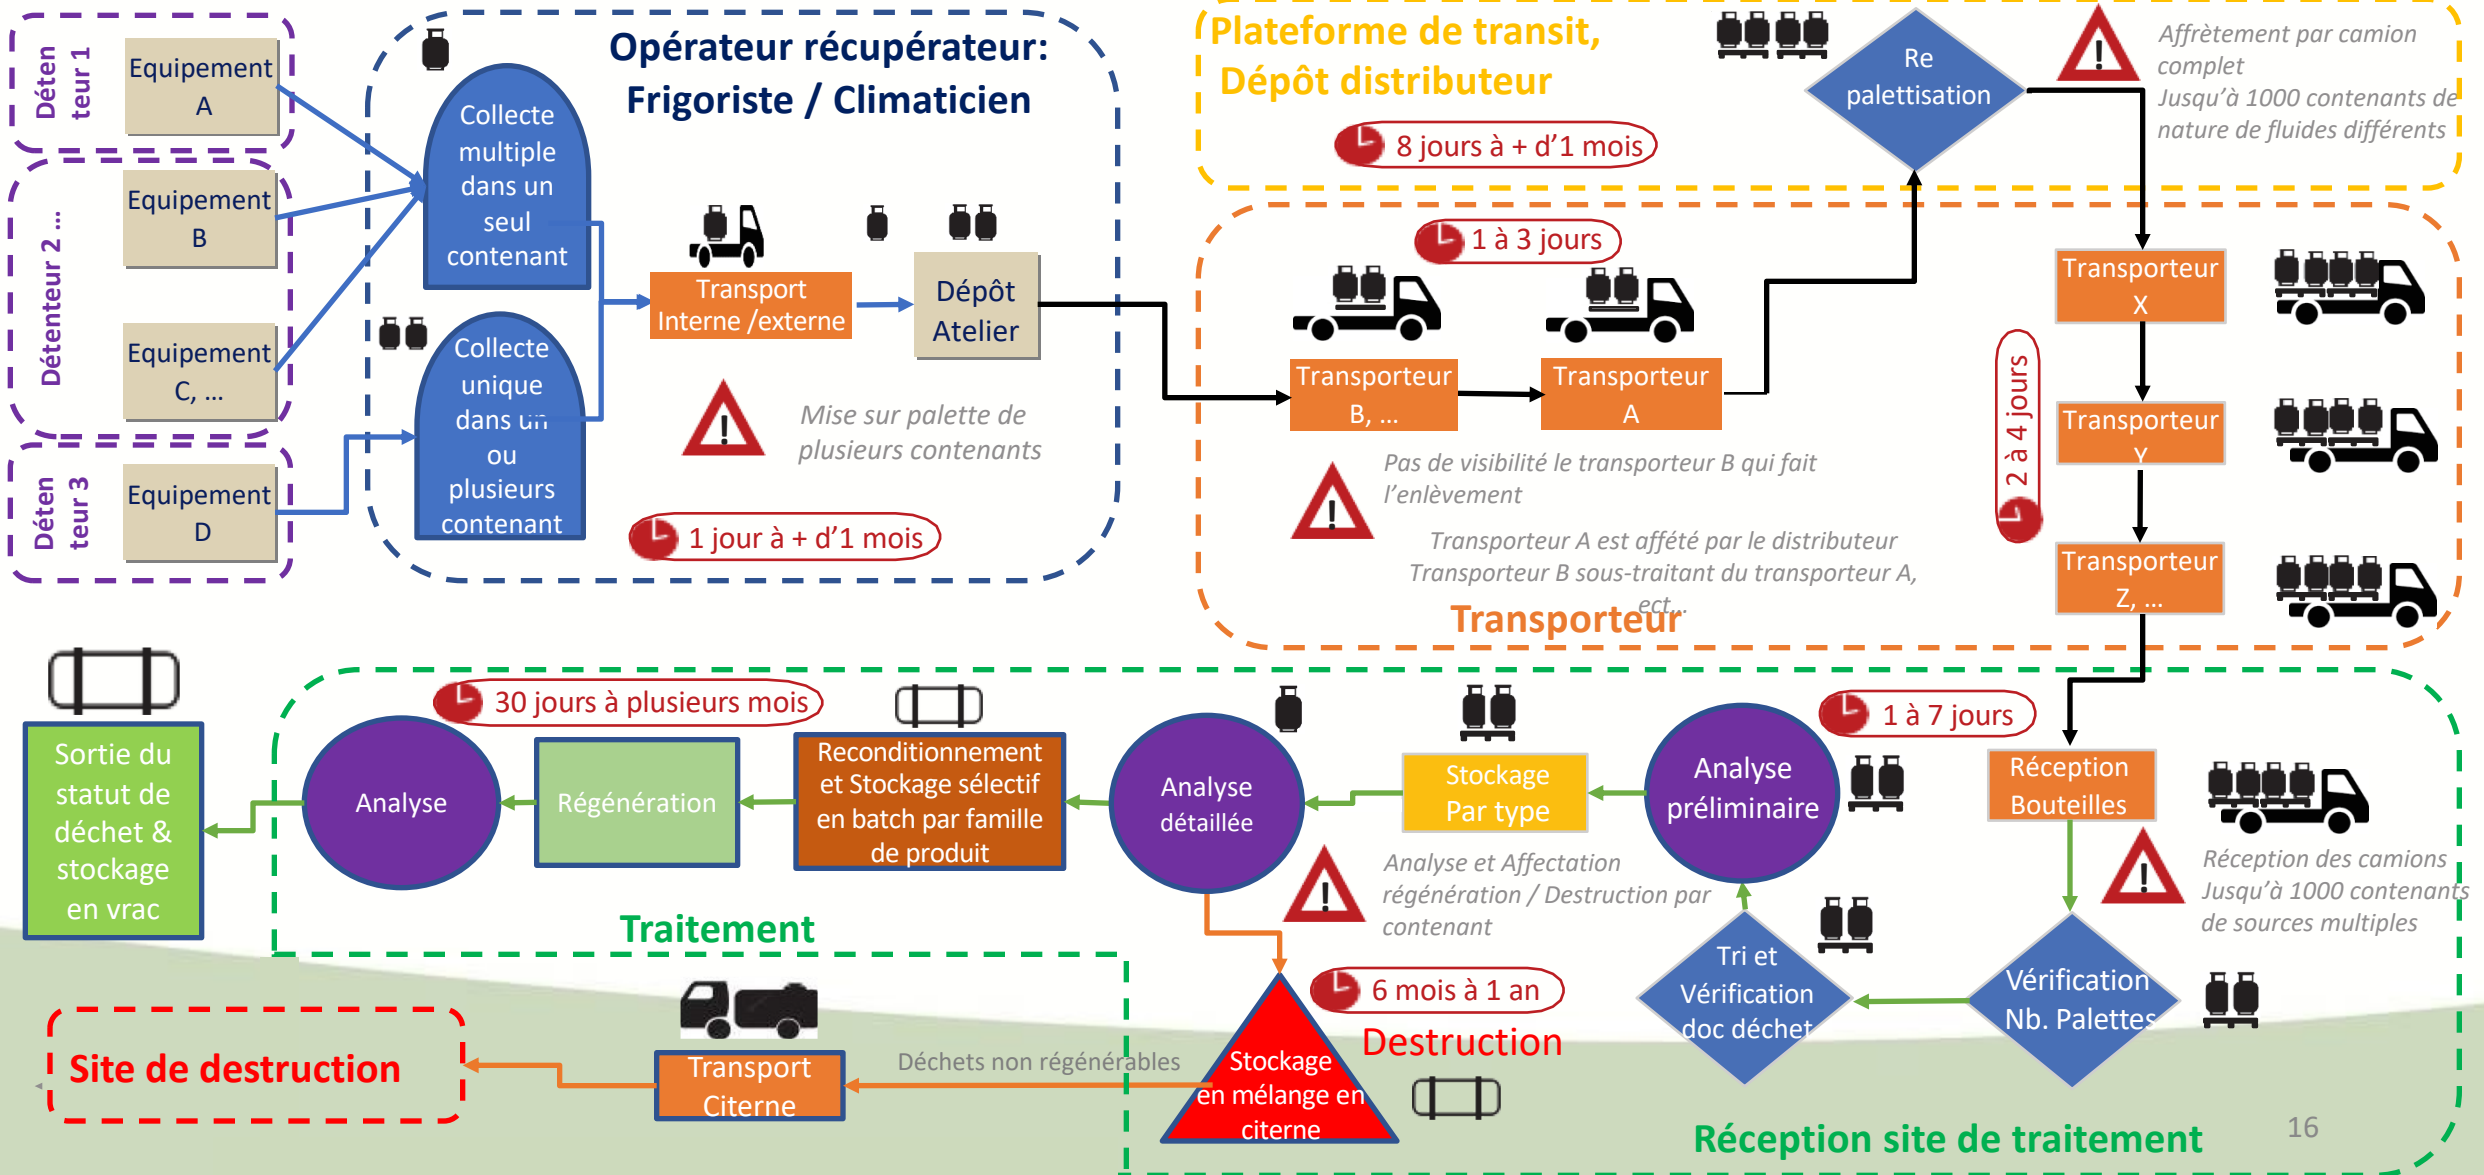 Déten
teur 1
Equipement
A
Détenteur 2 ...
Equipement
B
Equipement
C, ...
Déten
teur 3
Equipement
D
Opérateur récupérateur:
Frigoriste / Climaticien
Collecte
multiple
dans un
seul
contenant
Collecte
unique
dans un
ou
plusieurs
contenant
Transport
Interne /externe
Dépôt
Atelier
Mise sur palette de
plusieurs contenants
1 jour à + d’1 mois
Plateforme de transit,
Dépôt distributeur
8 jours à + d’1 mois
Re
palettisation
Affrètement par camion
complet
Jusqu’à 1000 contenants de
nature de fluides différents
1 à 3 jours
Transporteur
B, ...
Transporteur
A
Pas de visibilité le transporteur B qui fait
l’enlèvement
Transporteur A est affété par le distributeur
Transporteur B sous-traitant du transporteur A,
ect...
Transporteur
2 à 4 jours
Transporteur
X
Transporteur
Y
Transporteur
Z, ...
Sortie du
statut de
déchet &
stockage
en vrac
30 jours à plusieurs mois
Analyse
Régénération
Reconditionnement
et Stockage sélectif
en batch par famille
de produit
Analyse
détaillée
Stockage
Par type
Analyse
préliminaire
1 à 7 jours
Réception
Bouteilles
Réception des camions
Jusqu’à 1000 contenants
de sources multiples
Analyse et Affectation
régénération / Destruction par
contenant
Traitement
Tri et
Vérification
doc déchet
Vérification
Nb. Palettes
6 mois à 1 an
Destruction
Stockage
en mélange en
citerne
Déchets non régénérables
Transport
Citerne
Site de destruction
Réception site de traitement
16